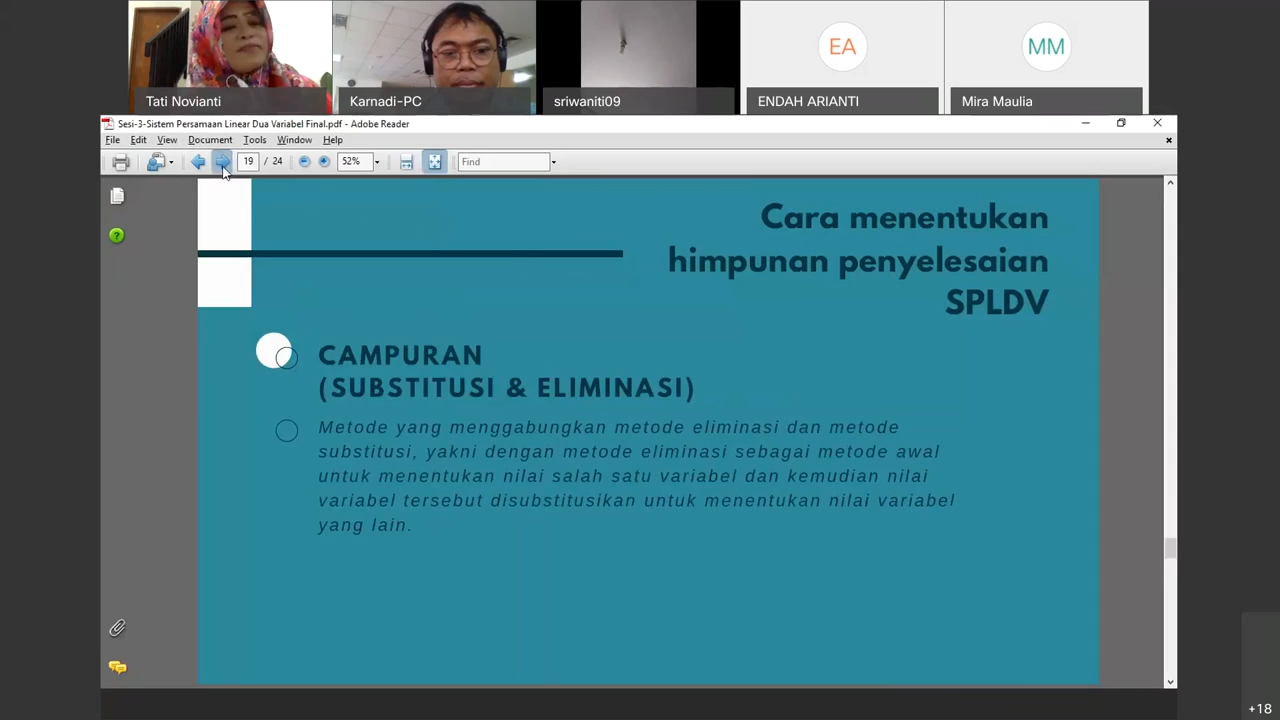 EA
MM
Tati Novianti
Karnadi-PC
sriwaniti09
ENDAH ARIANTI
Mira Maulia
Sesi-3-Sistem Persamaan Linear Dua Variabel Final.pdf - Adobe Reader
File Edit View Document Tools Window Help
19 / 24 52% Find
Cara menentukan
himpunan penyelesaian
SPLDV
CAMPURAN
(SUBSTITUSI & ELIMINASI)
Metode yang menggabungkan metode eliminasi dan metode
substitusi, yakni dengan metode eliminasi sebagai metode awal
untuk menentukan nilai salah satu variabel dan kemudian nilai
variabel tersebut disubstitusikan untuk menentukan nilai variabel
yang lain.
+18